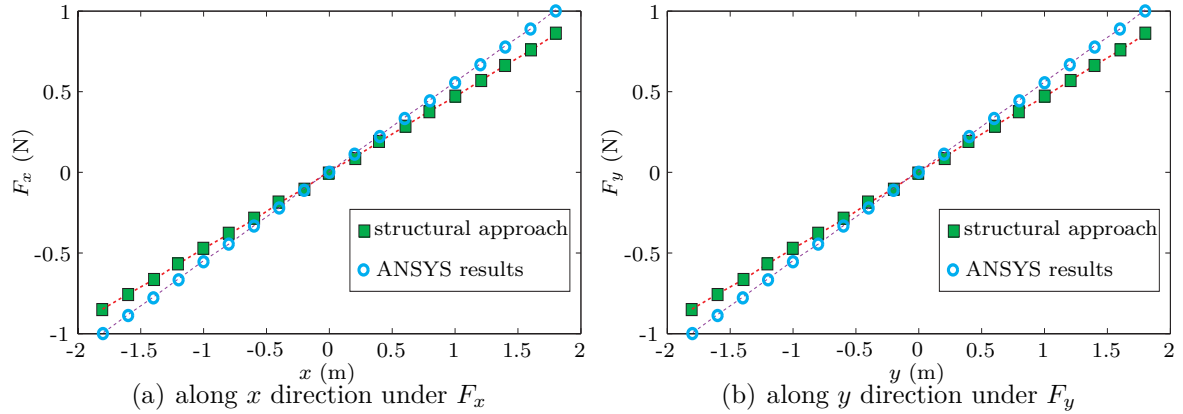 1
0.5
0
-0.5
-1
F_x (N)
-2 -1.5 -1 -0.5 0 0.5 1 1.5 2
x (m)
structural approach
ANSYS results
(a) along x direction under F_x
1
0.5
0
-0.5
-1
F_y (N)
-2 -1.5 -1 -0.5 0 0.5 1 1.5 2
y (m)
structural approach
ANSYS results
(b) along y direction under F_y